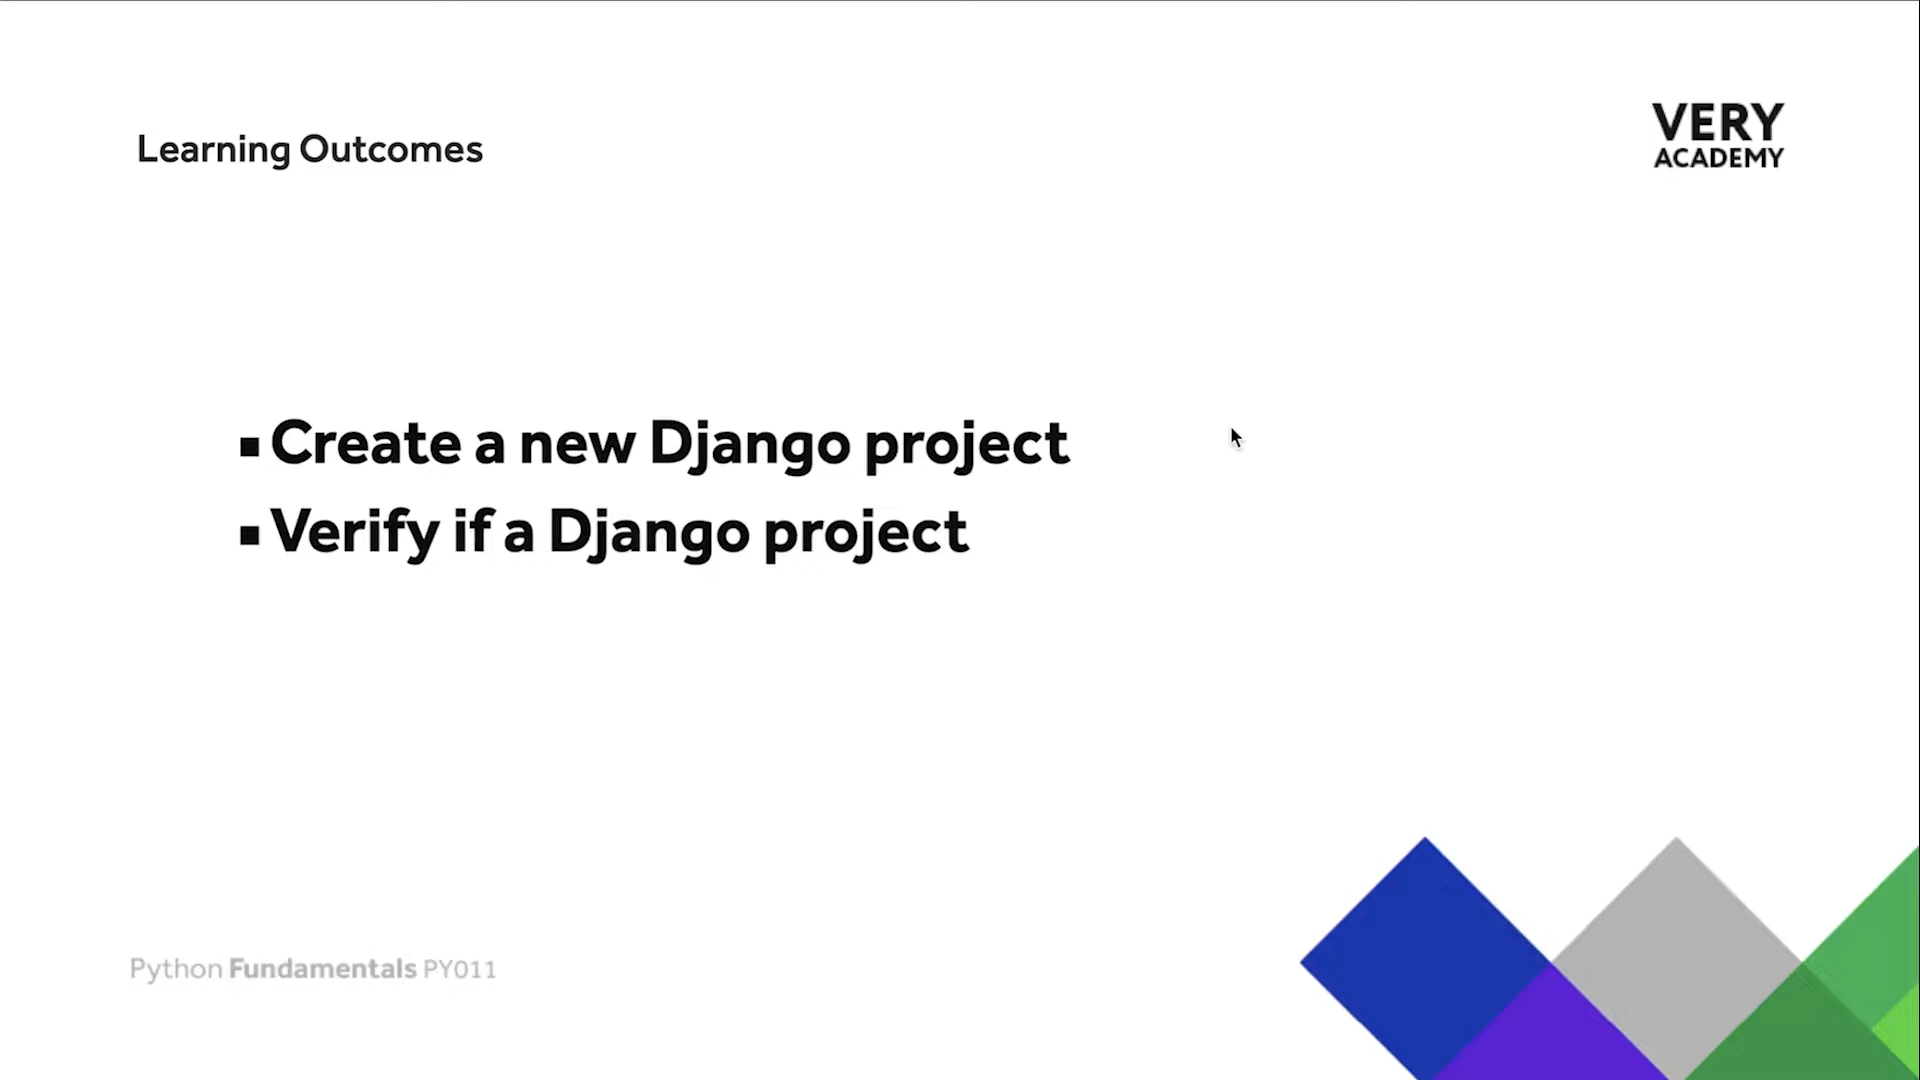 Learning Outcomes
VERY
ACADEMY
▪ Create a new Django project
▪ Verify if a Django project
Python Fundamentals PY011